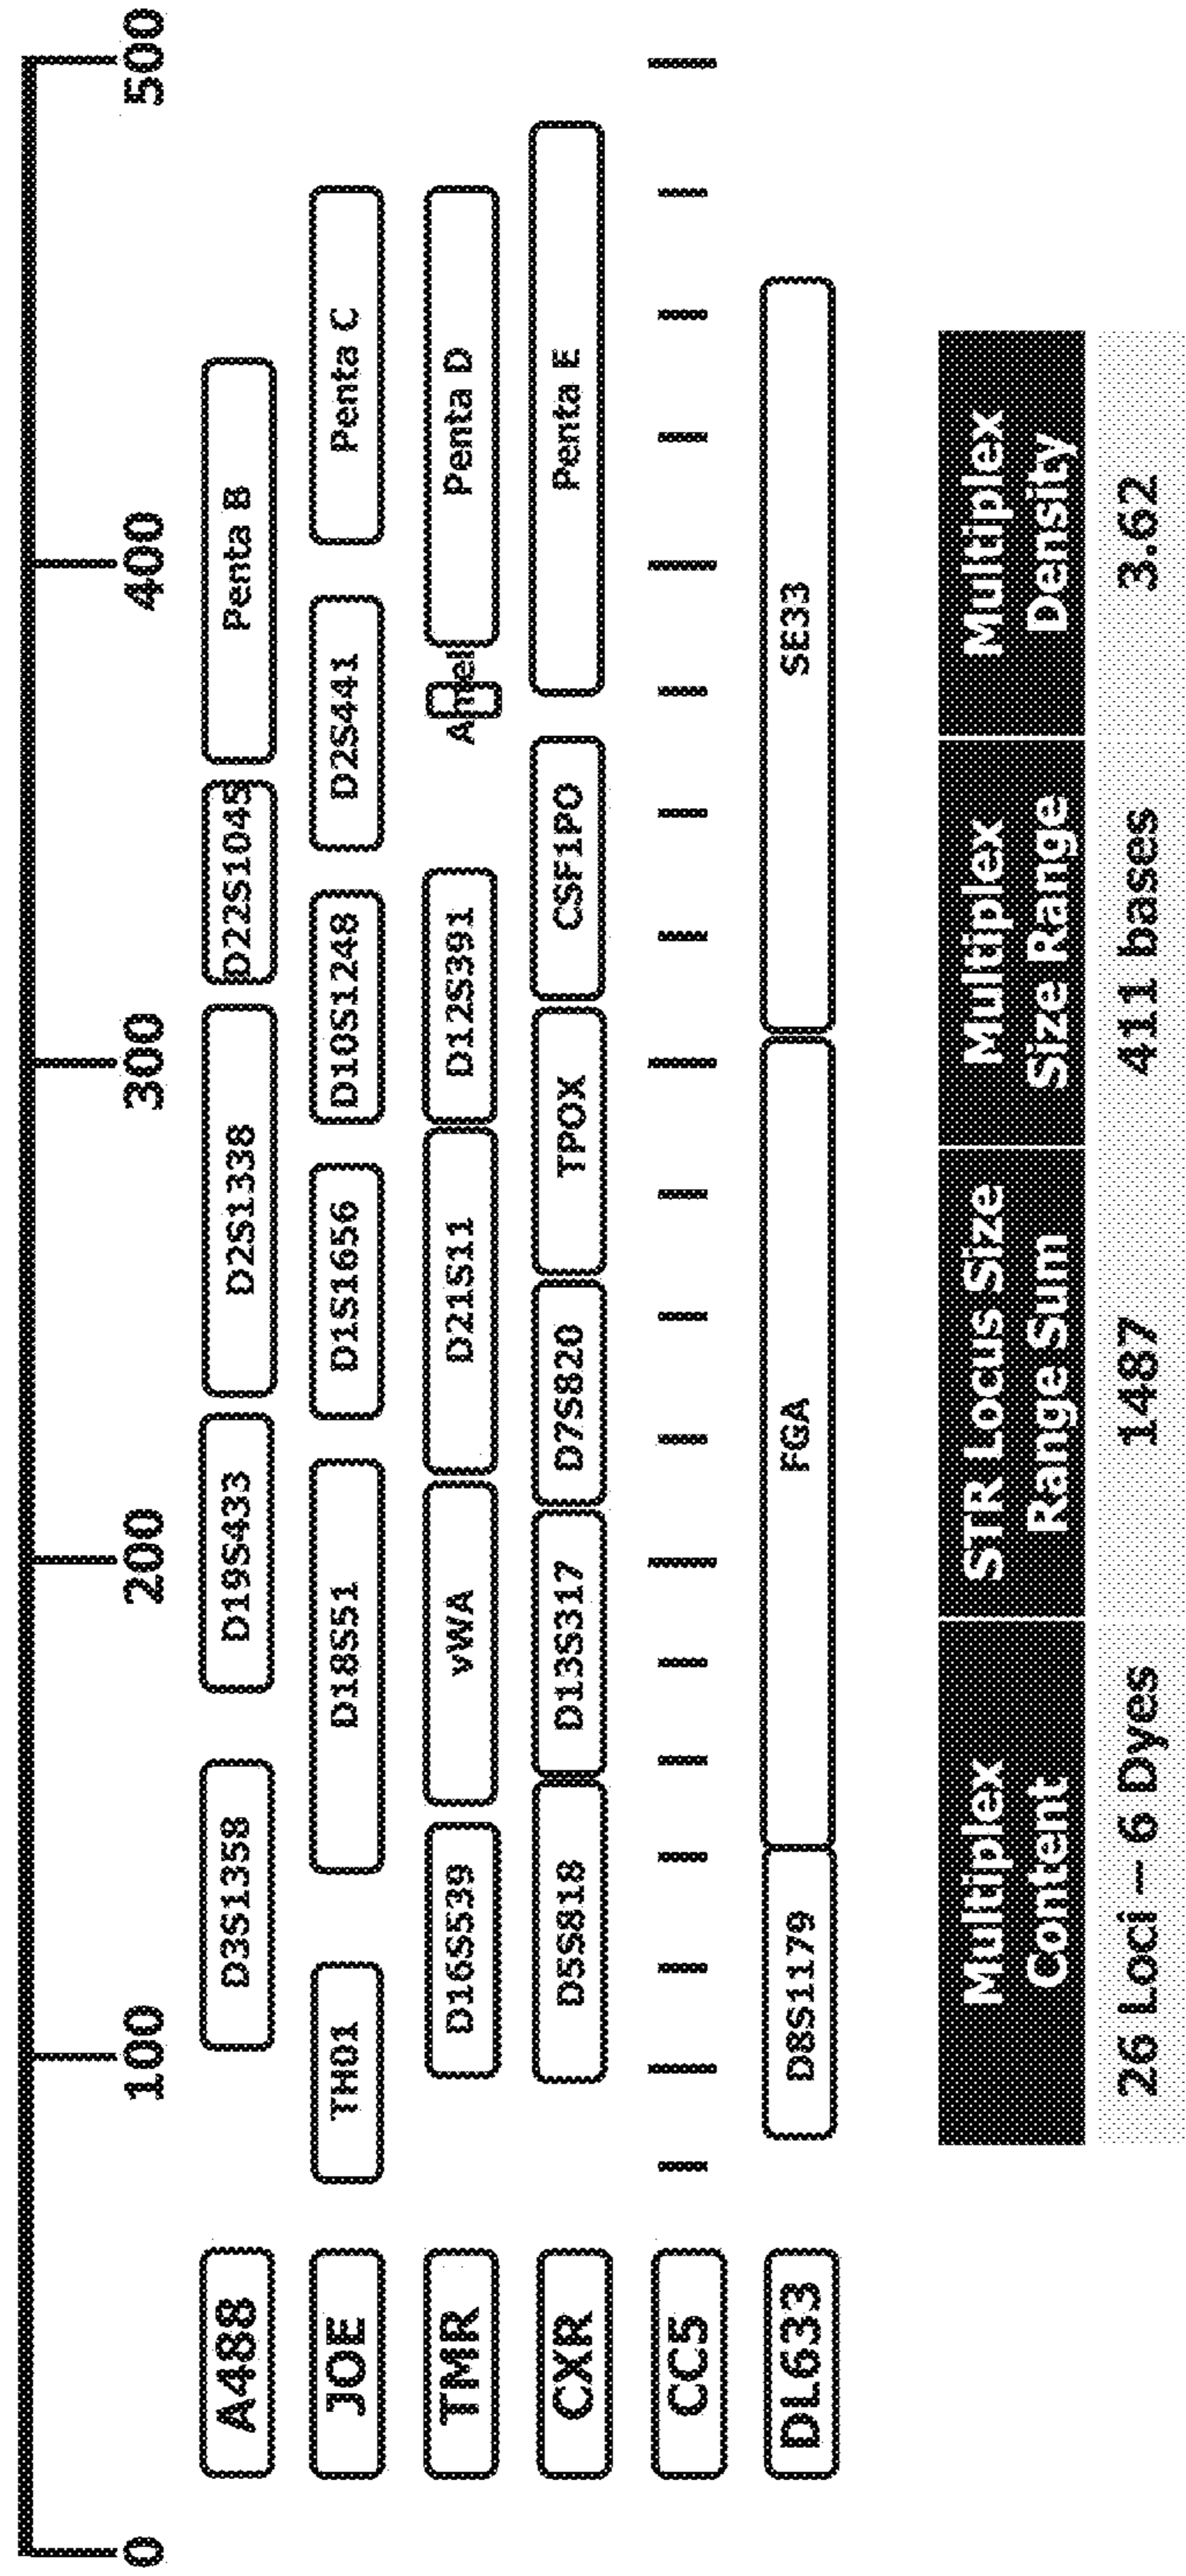 0 100 200 300 400 500
A488 D3S1358 D19S433 D2S1338 D22S1045 Penta B
JOE TH01 D18S51 D1S1656 D10S1248 D2S441 Penta C
TMR D16S539 vWA D21S11 D12S391 Amel Penta D
CXR D5S818 D13S317 D7S820 TPOX CSF1PO Penta E
CC5
DL633 D8S1179 FGA SE33
Multiplex STR Locus Size Multiplex Multiplex
Content Range Sum Size Range Density
26 Loci – 6 Dyes 1487 411 bases 3.62